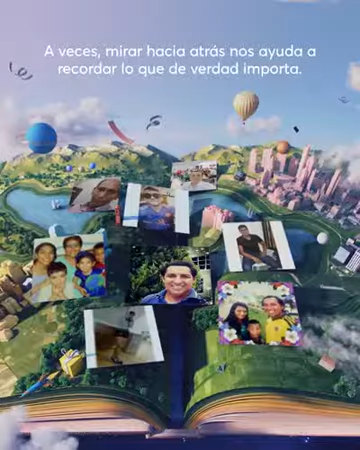 A veces, mirar hacia atrás nos ayuda a
recordar lo que de verdad importa.